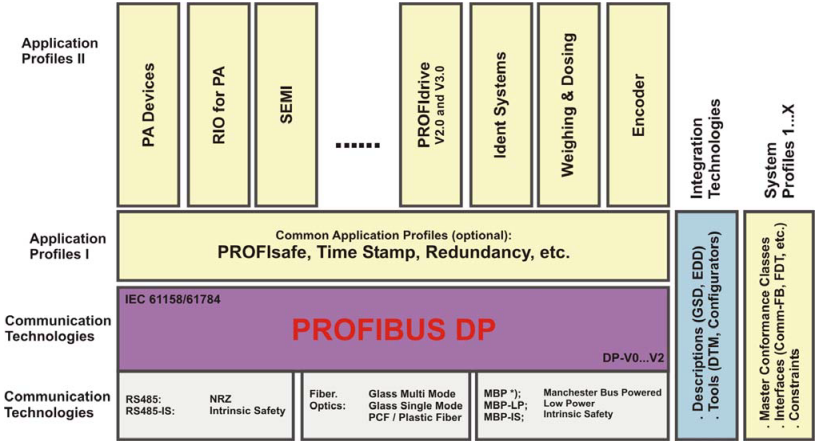 Application
Profiles II
PA Devices
RIO for PA
SEMI
......
PROFIdrive
V2.0 and V3.0
Ident Systems
Weighing & Dosing
Encoder
Integration
Technologies
System
Profiles 1...X
Application
Profiles I
Common Application Profiles (optional):
PROFIsafe, Time Stamp, Redundancy, etc.
Communication
Technologies
IEC 61158/61784
PROFIBUS DP
DP-V0...V2
. Descriptions (GSD, EDD)
. Tools (DTM, Configurators)
. Master Conformance Classes
. Interfaces (Comm-FB, FDT, etc.)
. Constraints
Communication
Technologies
RS485: NRZ
RS485-IS: Intrinsic Safety
Fiber. Glass Multi Mode
Optics: Glass Single Mode
PCF / Plastic Fiber
MBP *); Manchester Bus Powered
MBP-LP; Low Power
MBP-IS; Intrinsic Safety